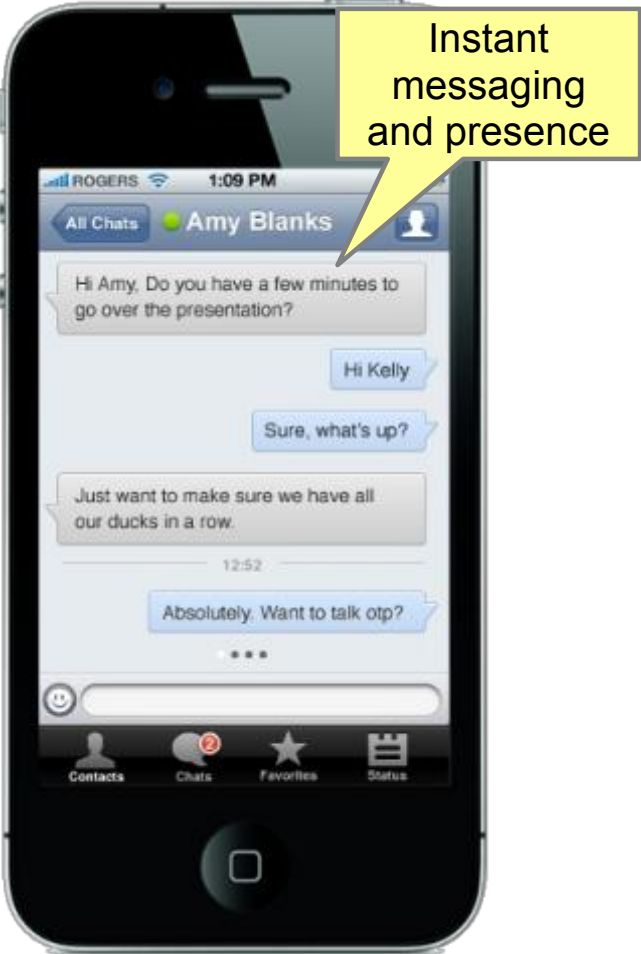 Instant
messaging
and presence
ROGERS 1:09 PM
All Chats Amy Blanks
Hi Amy, Do you have a few minutes to
go over the presentation?
Hi Kelly
Sure, what's up?
Just want to make sure we have all
our ducks in a row.
12:52
Absolutely. Want to talk otp?
2
Contacts Chats Favorites Status